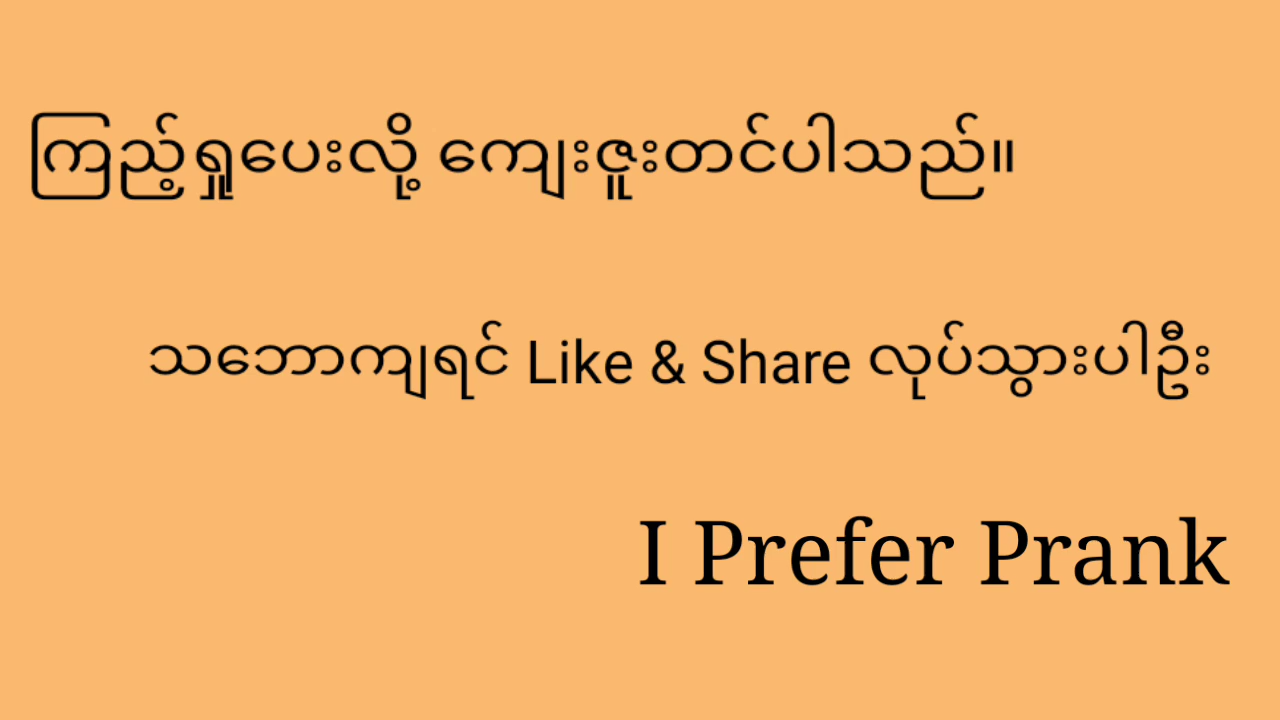 ကြည့်ရှုပေးလို့ ကျေးဇူးတင်ပါသည်။
သဘောကျရင် Like & Share လုပ်သွားပါဦး
I Prefer Prank